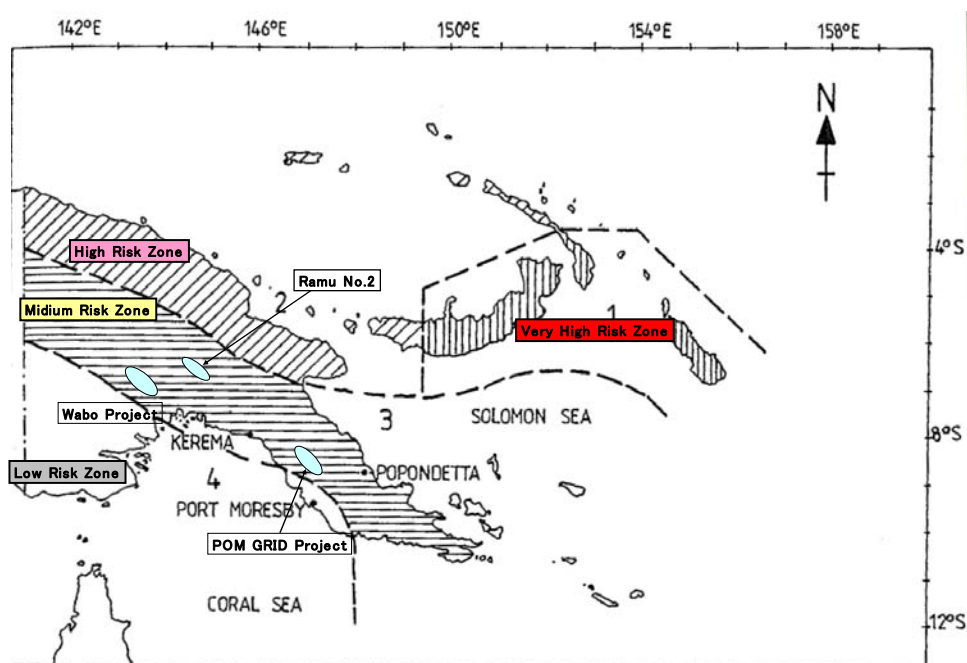 142°E 146°E 150°E 154°E 158°E
N
4°S
High Risk Zone
Ramu No.2
2
Midium Risk Zone
1
Very High Risk Zone
Wabo Project
3
SOLOMON SEA
KEREMA
8°S
Low Risk Zone
4
POPONDETTA
PORT MORESBY
POM GRID Project
CORAL SEA
12°S